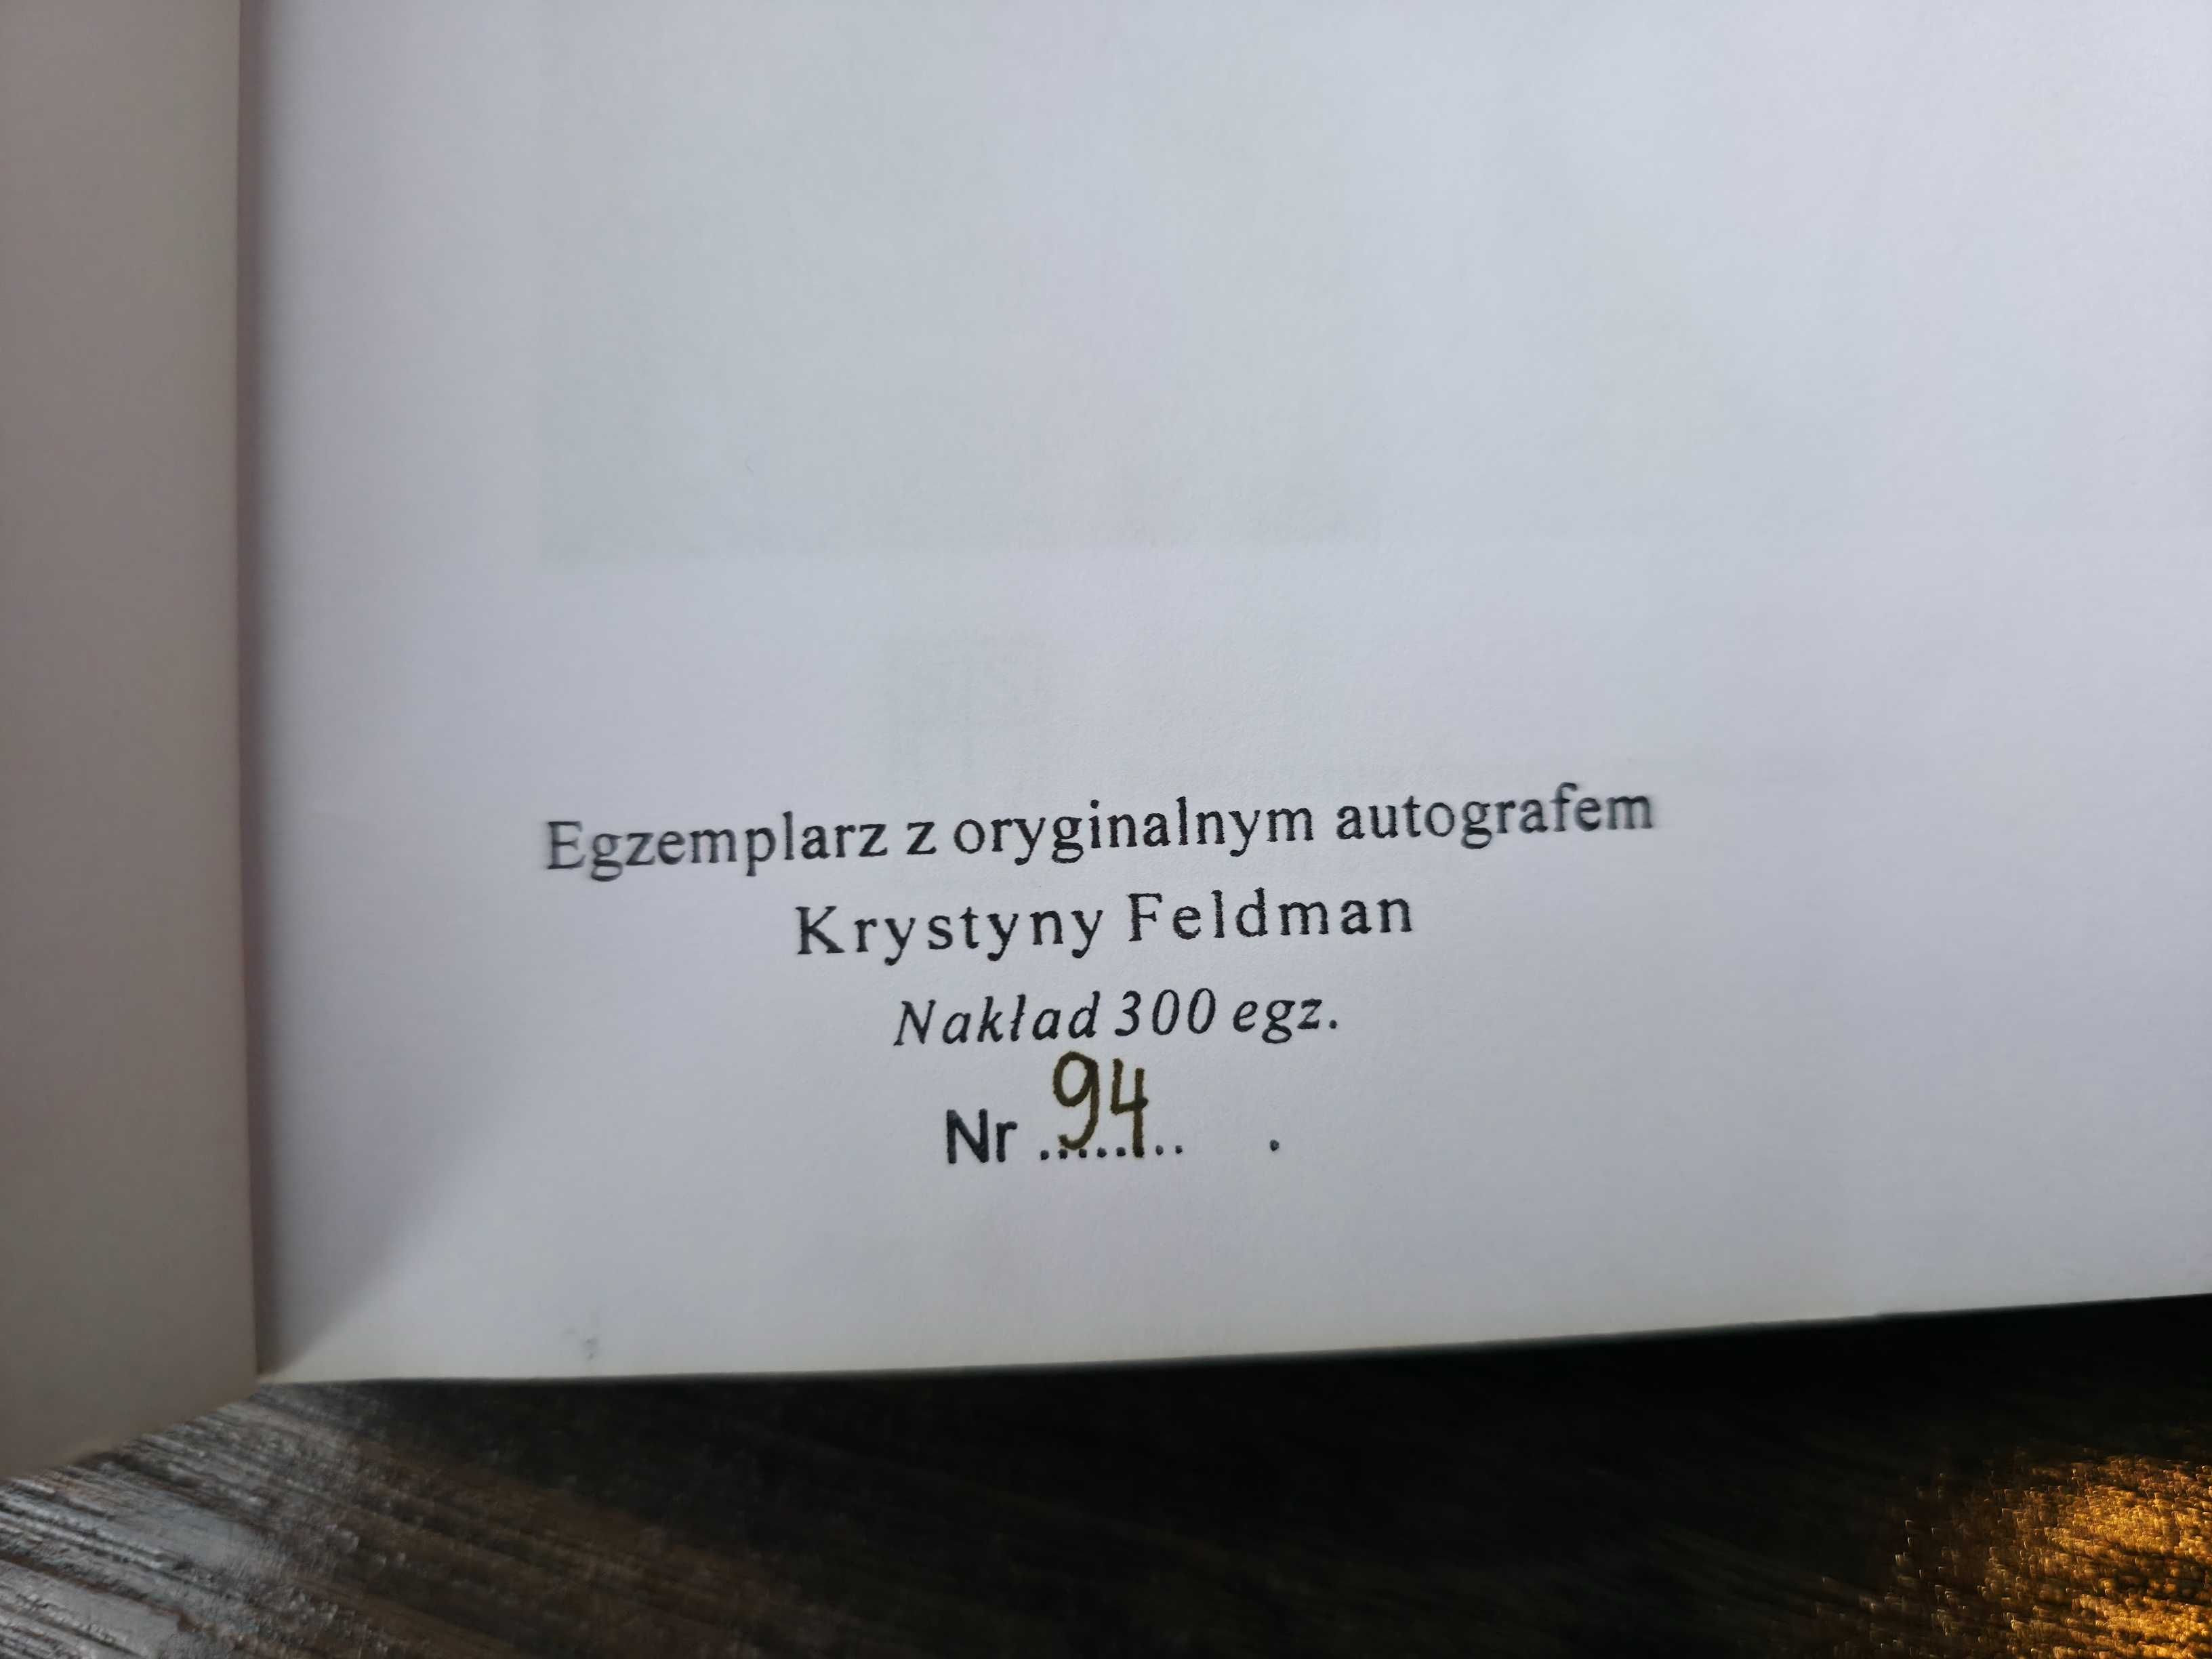 Egzemplarz z oryginalnym autografem
Krystyny Feldman
Nakład 300 egz.
Nr 94